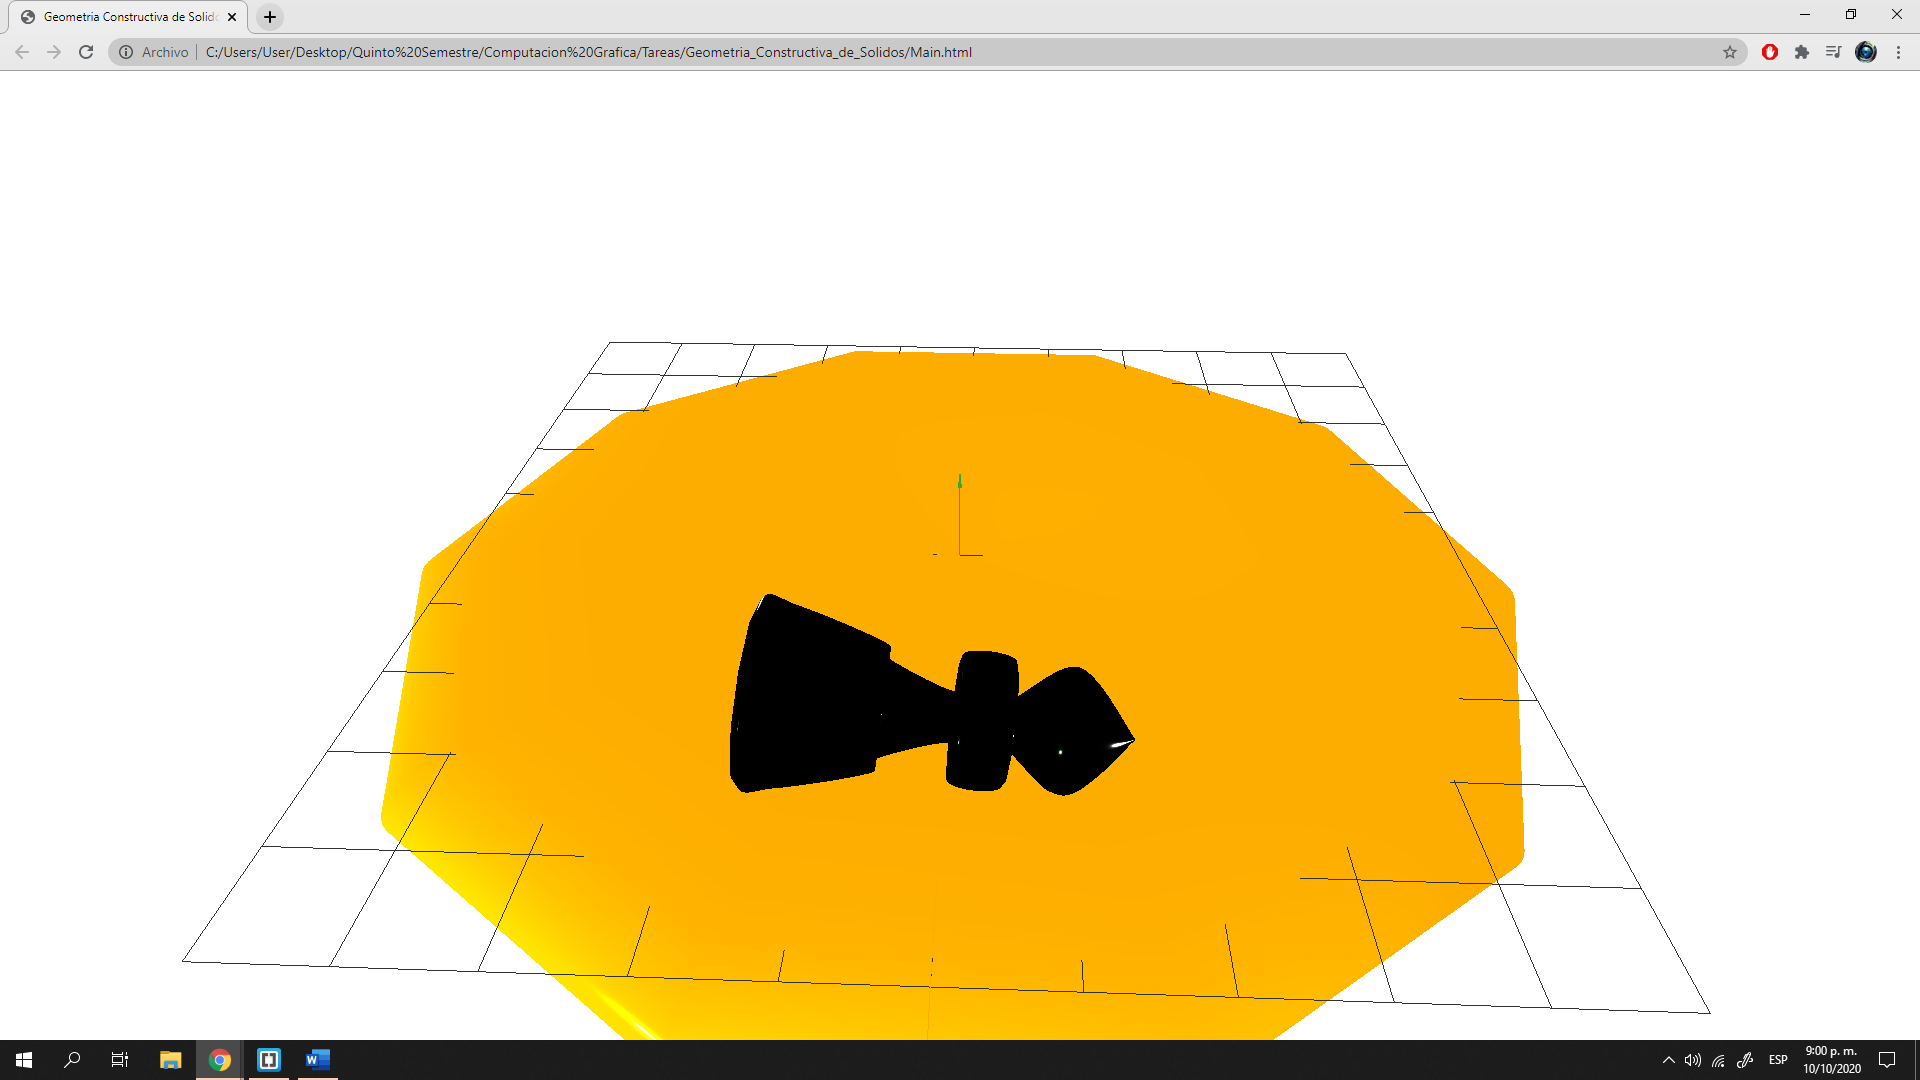 Geometria Constructiva de Solido
Archivo C:/Users/User/Desktop/Quinto%20Semestre/Computacion%20Grafica/Tareas/Geometria_Constructiva_de_Solidos/Main.html
ESP
9:00 p. m.
10/10/2020